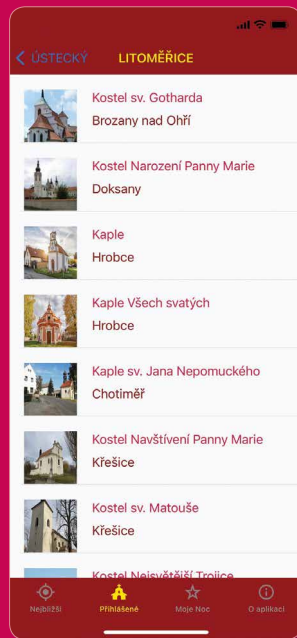 ÚSTECKÝ
LITOMĚŘICE
Kostel sv. Gotharda
Brozany nad Ohří
Kostel Narození Panny Marie
Doksany
Kaple
Hrobce
Kaple Všech svatých
Hrobce
Kaple sv. Jana Nepomuckého
Chotiměř
Kostel Navštívení Panny Marie
Křešice
Kostel sv. Matouše
Křešice
Kostel Nejsvětější Trojice
Nejbližší
Přihlášené
Moje Noc
O aplikaci